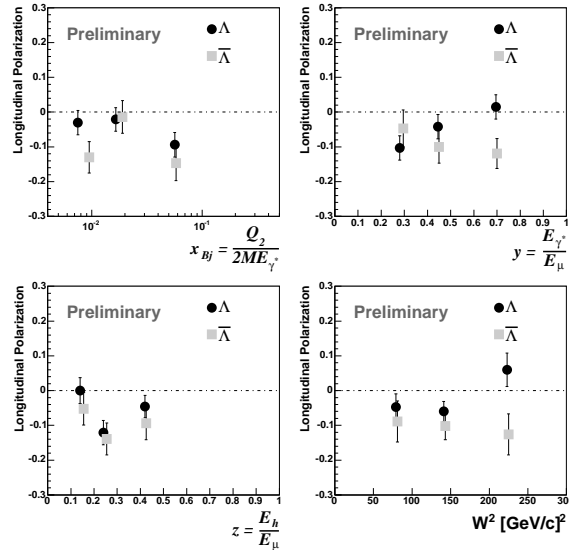 Longitudinal Polarization
0.3
0.2
0.1
0
-0.1
-0.2
-0.3
Preliminary
Λ
Λ̅
10⁻²
10⁻¹
x_Bj = Q_2 / 2ME_γ*
Longitudinal Polarization
0.3
0.2
0.1
0
-0.1
-0.2
-0.3
Preliminary
Λ
Λ̅
0 0.1 0.2 0.3 0.4 0.5 0.6 0.7 0.8 0.9 1
y = E_γ* / E_μ
Longitudinal Polarization
0.3
0.2
0.1
0
-0.1
-0.2
-0.3
Preliminary
Λ
Λ̅
0 0.1 0.2 0.3 0.4 0.5 0.6 0.7 0.8 0.9 1
z = E_h / E_μ
Longitudinal Polarization
0.3
0.2
0.1
0
-0.1
-0.2
-0.3
Preliminary
Λ
Λ̅
0 50 100 150 200 250 300
W² [GeV/c]²